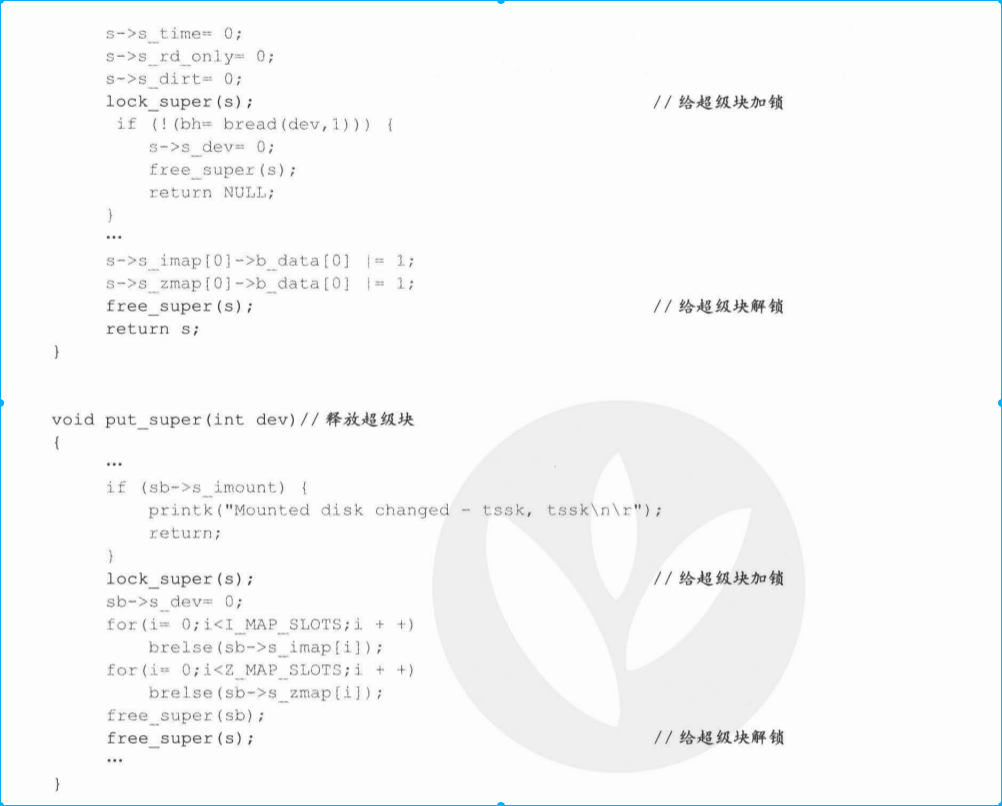 s->s_time= 0;
s->s_rd_only= 0;
s->s_dirt= 0;
lock_super(s); // 给超级块加锁
if (!(bh= bread(dev,1))) {
s->s_dev= 0;
free_super(s);
return NULL;
}
…
s->s_imap[0]->b_data[0] |= 1;
s->s_zmap[0]->b_data[0] |= 1;
free_super(s); // 给超级块解锁
return s;
}
void put_super(int dev)// 释放超级块
{
…
if (sb->s_imount) {
printk("Mounted disk changed - tssk, tssk\n\r");
return;
}
lock_super(s); // 给超级块加锁
sb->s_dev= 0;
for(i= 0;i<I_MAP_SLOTS;i + +)
brelse(sb->s_imap[i]);
for(i= 0;i<Z_MAP_SLOTS;i + +)
brelse(sb->s_zmap[i]);
free_super(sb);
free_super(s); // 给超级块解锁
…
}